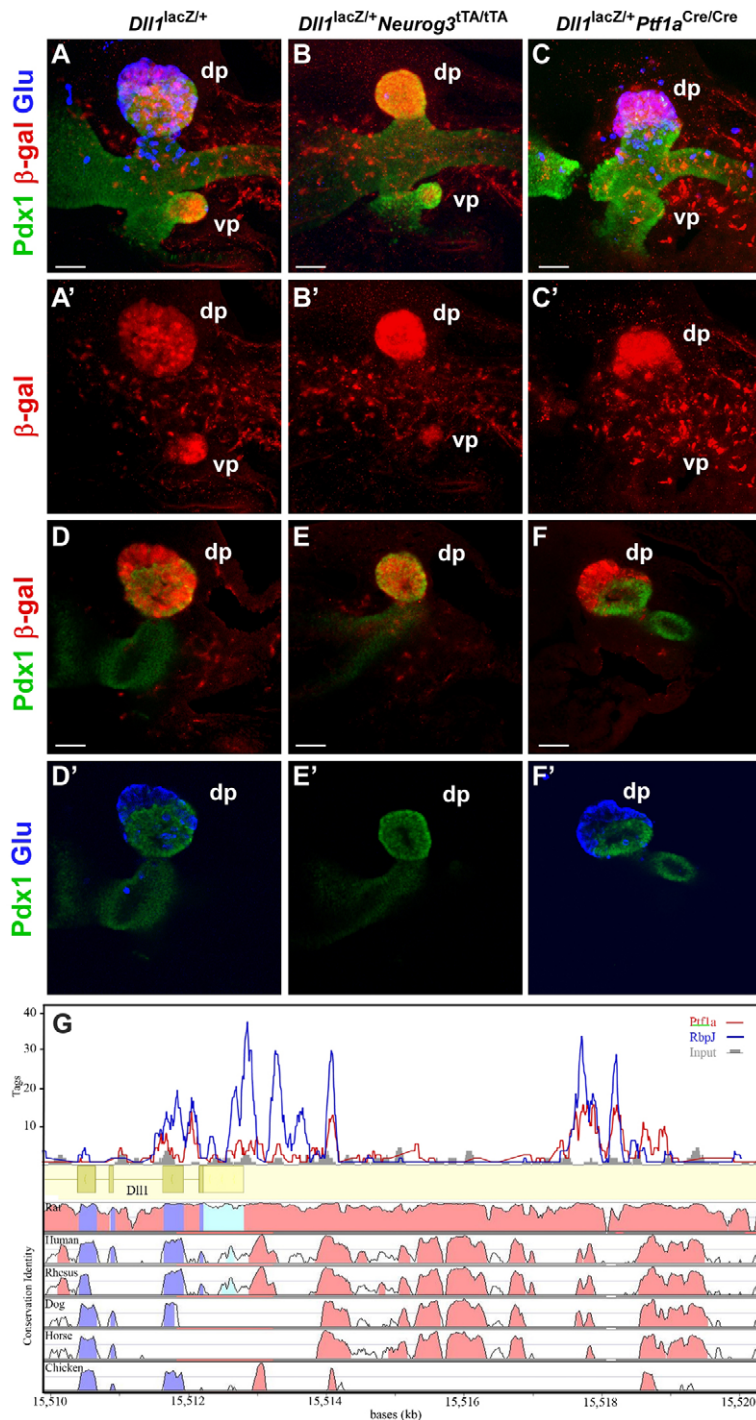 Dll1lacZ/+
Dll1lacZ/+Neurog3tTA/tTA
Dll1lacZ/+Ptf1aCre/Cre
Pdx1 β-gal Glu
A
dp
vp
B
dp
vp
C
dp
vp
β-gal
A'
dp
vp
B'
dp
vp
C'
dp
vp
Pdx1 β-gal
D
dp
E
dp
F
dp
Pdx1 Glu
D'
dp
E'
dp
F'
dp
G
40
30
20
10
Tags
Ptf1a
RbpJ
Input
Dll1
Conservation Identity
Rat
Human
Rhesus
Dog
Horse
Chicken
15,510
15,512
15,514
15,516
15,518
15,520
bases (kb)